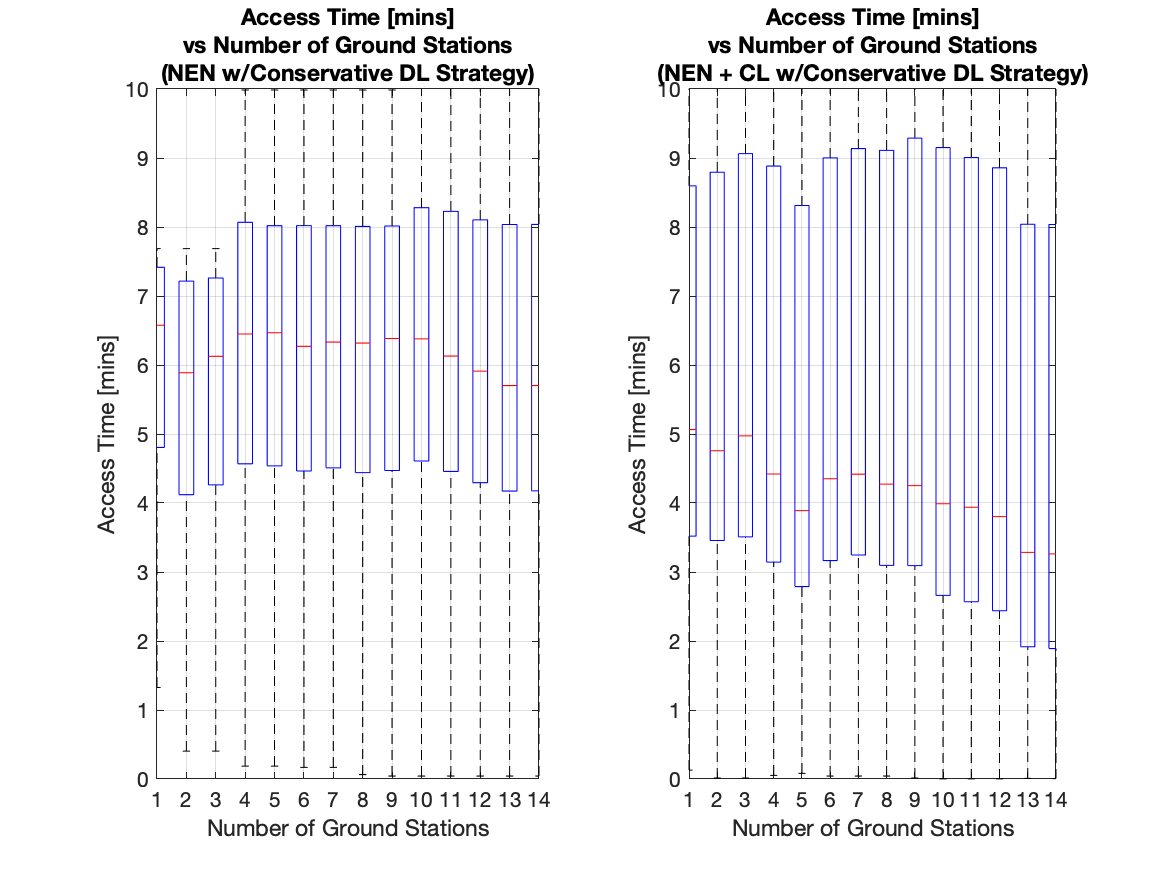 Access Time [mins]
vs Number of Ground Stations
(NEN w/Conservative DL Strategy)
10
9
8
7
6
5
4
3
2
1
0
Access Time [mins]
1 2 3 4 5 6 7 8 9 10 11 12 13 14
Number of Ground Stations
Access Time [mins]
vs Number of Ground Stations
(NEN + CL w/Conservative DL Strategy)
10
9
8
7
6
5
4
3
2
1
0
Access Time [mins]
1 2 3 4 5 6 7 8 9 10 11 12 13 14
Number of Ground Stations